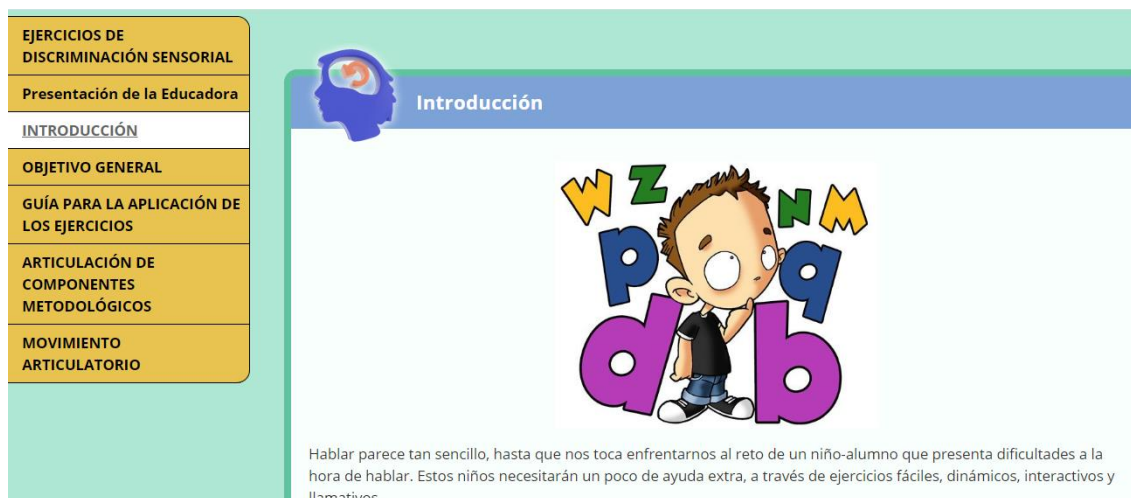 EJERCICIOS DE
DISCRIMINACIÓN SENSORIAL
Presentación de la Educadora
INTRODUCCIÓN
OBJETIVO GENERAL
GUÍA PARA LA APLICACIÓN DE
LOS EJERCICIOS
ARTICULACIÓN DE
COMPONENTES
METODOLÓGICOS
MOVIMIENTO
ARTICULATORIO
Introducción
W Z N M
p q
d b
Hablar parece tan sencillo, hasta que nos toca enfrentarnos al reto de un niño-alumno que presenta dificultades a la
hora de hablar. Estos niños necesitarán un poco de ayuda extra, a través de ejercicios fáciles, dinámicos, interactivos y
llamativos